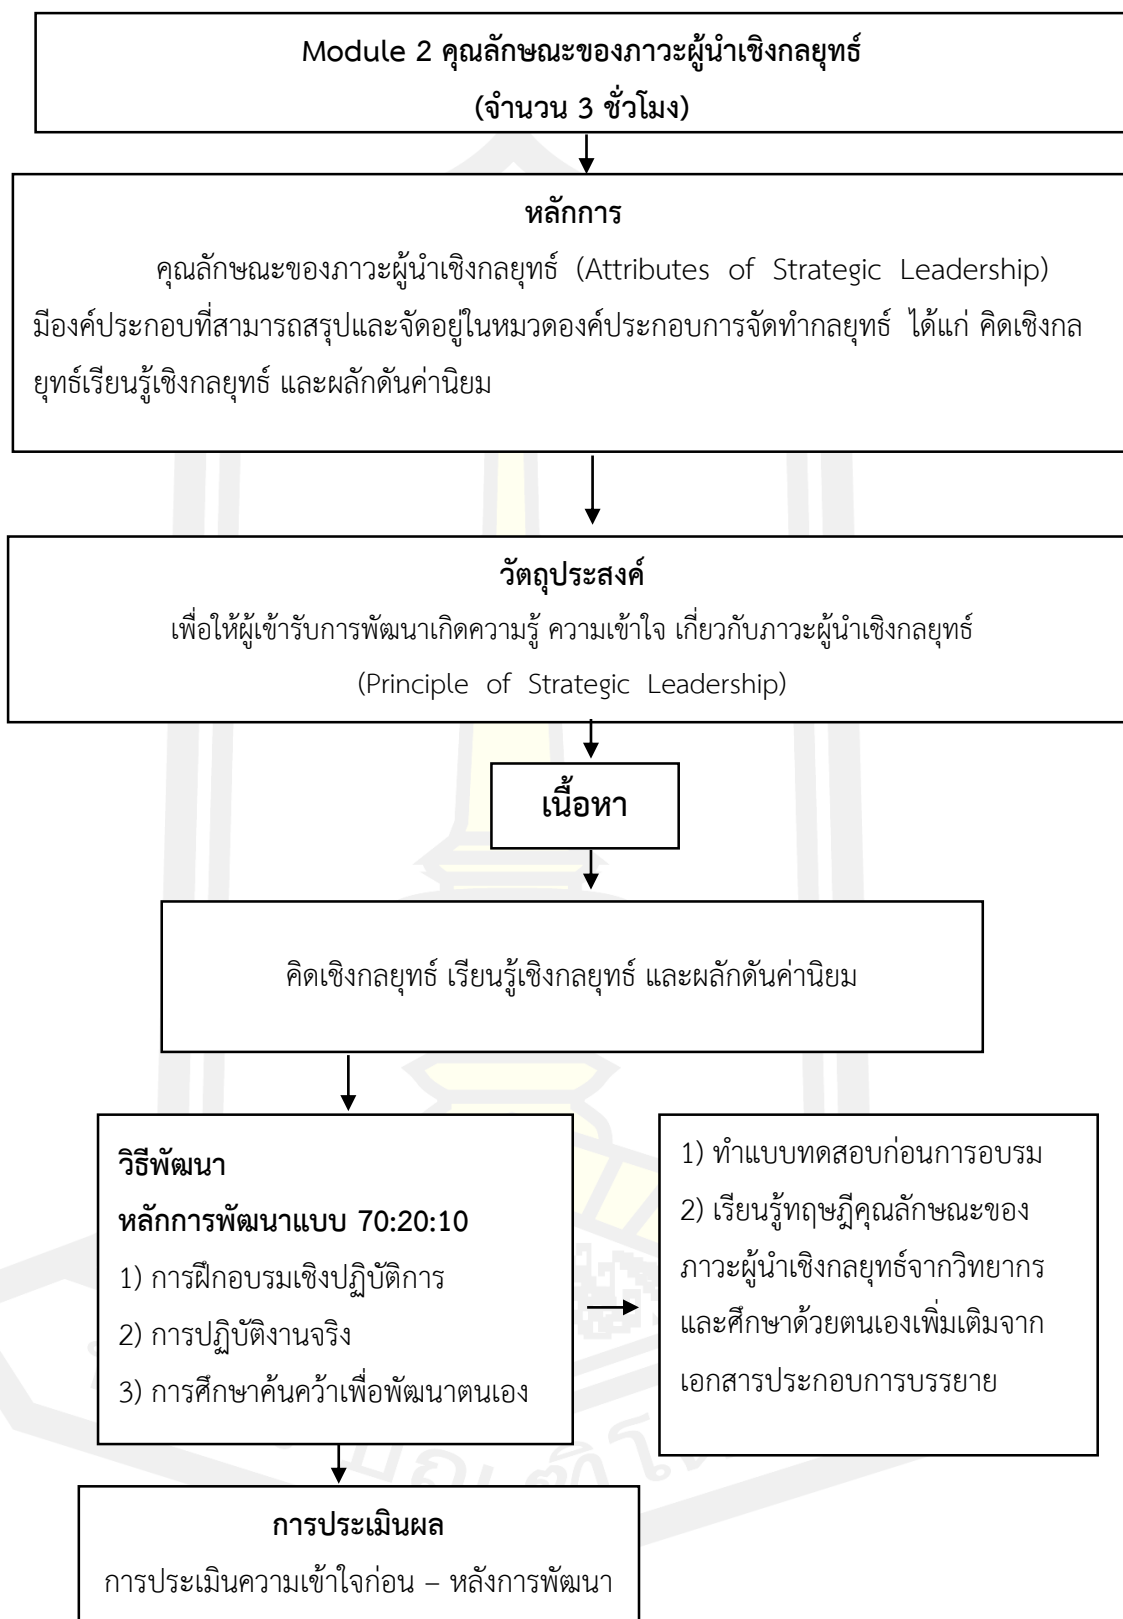 Module 2 คุณลักษณะของภาวะผู้นำเชิงกลยุทธ์
(จำนวน 3 ชั่วโมง)
หลักการ
คุณลักษณะของภาวะผู้นำเชิงกลยุทธ์ (Attributes of Strategic Leadership)
มีองค์ประกอบที่สามารถสรุปและจัดอยู่ในหมวดองค์ประกอบการจัดทำกลยุทธ์ ได้แก่ คิดเชิงกล
ยุทธ์เรียนรู้เชิงกลยุทธ์ และผลักดันค่านิยม
วัตถุประสงค์
เพื่อให้ผู้เข้ารับการพัฒนาเกิดความรู้ ความเข้าใจ เกี่ยวกับภาวะผู้นำเชิงกลยุทธ์
(Principle of Strategic Leadership)
เนื้อหา
คิดเชิงกลยุทธ์ เรียนรู้เชิงกลยุทธ์ และผลักดันค่านิยม
วิธีพัฒนา
หลักการพัฒนาแบบ 70:20:10
1) การฝึกอบรมเชิงปฏิบัติการ
2) การปฏิบัติงานจริง
3) การศึกษาค้นคว้าเพื่อพัฒนาตนเอง
1) ทำแบบทดสอบก่อนการอบรม
2) เรียนรู้ทฤษฎีคุณลักษณะของ
ภาวะผู้นำเชิงกลยุทธ์จากวิทยากร
และศึกษาด้วยตนเองเพิ่มเติมจาก
เอกสารประกอบการบรรยาย
การประเมินผล
การประเมินความเข้าใจก่อน – หลังการพัฒนา